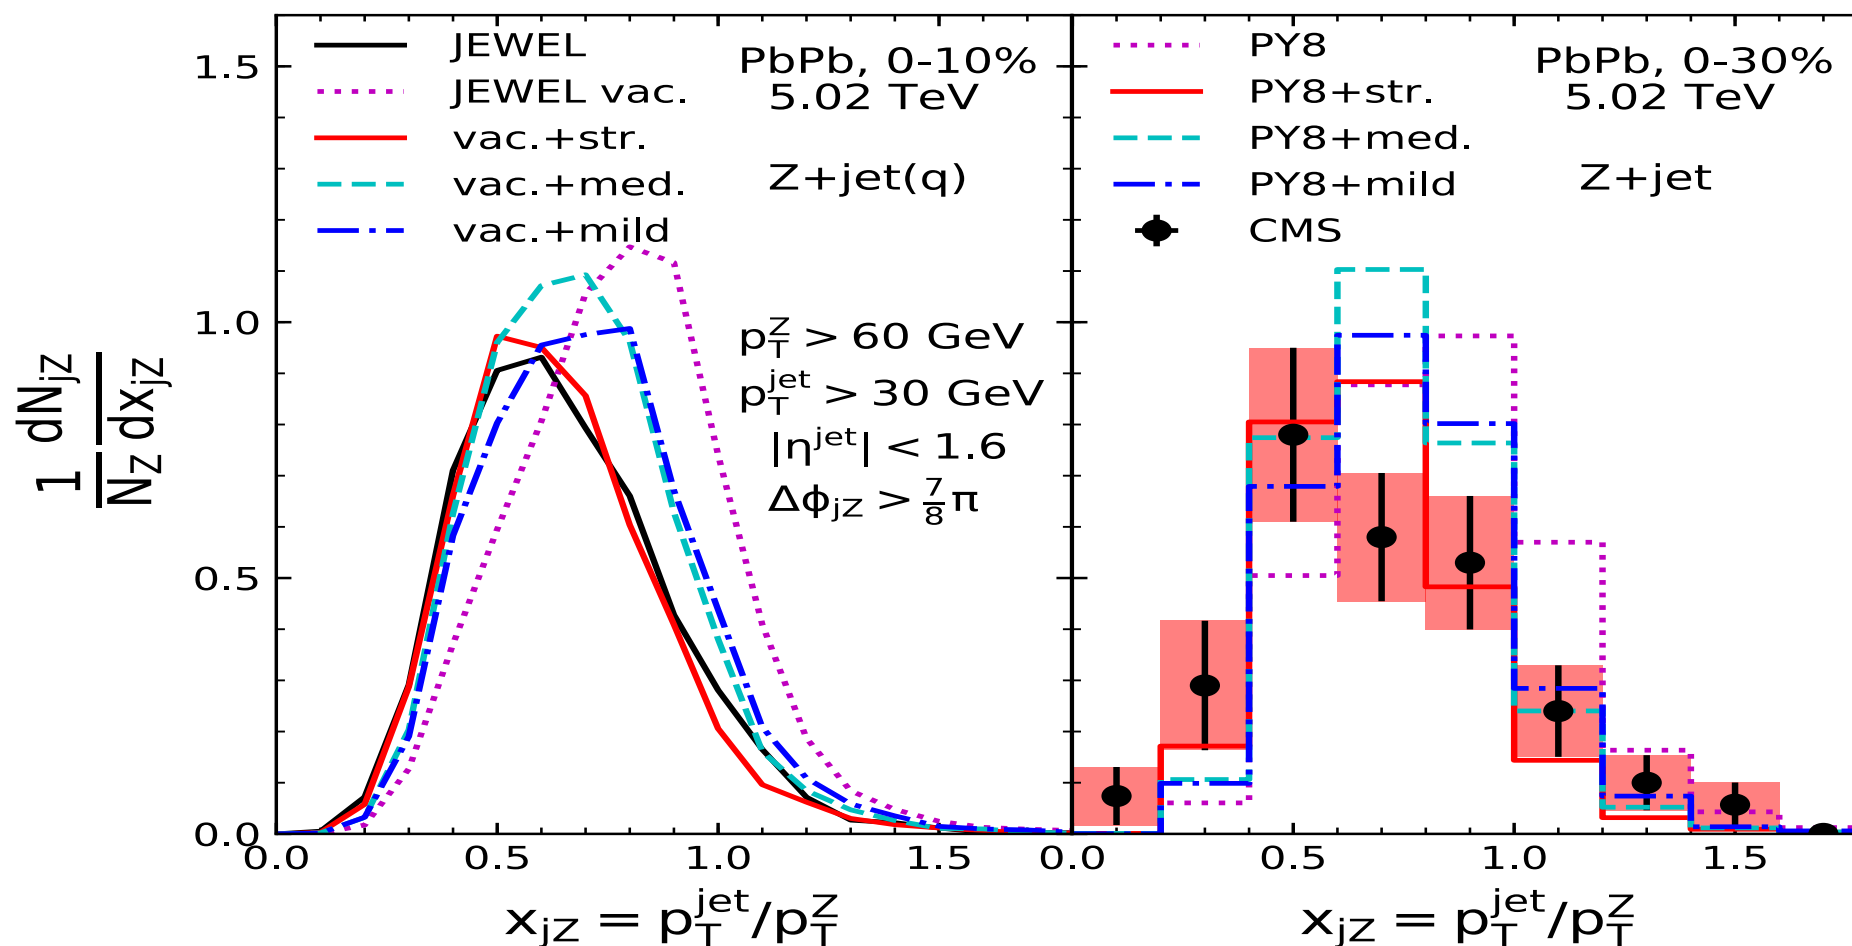 1.5
1.0
0.5
0.0
1/N_Z dN_jZ/dx_jZ
JEWEL
JEWEL vac.
vac.+str.
vac.+med.
vac.+mild
PbPb, 0-10%
5.02 TeV
Z+jet(q)
p_T^Z > 60 GeV
p_T^jet > 30 GeV
|η^jet| < 1.6
Δϕ_jZ > 7/8 π
0.0 0.5 1.0 1.5
x_jZ = p_T^jet/p_T^Z
PY8
PY8+str.
PY8+med.
PY8+mild
CMS
PbPb, 0-30%
5.02 TeV
Z+jet
0.0 0.5 1.0 1.5
x_jZ = p_T^jet/p_T^Z